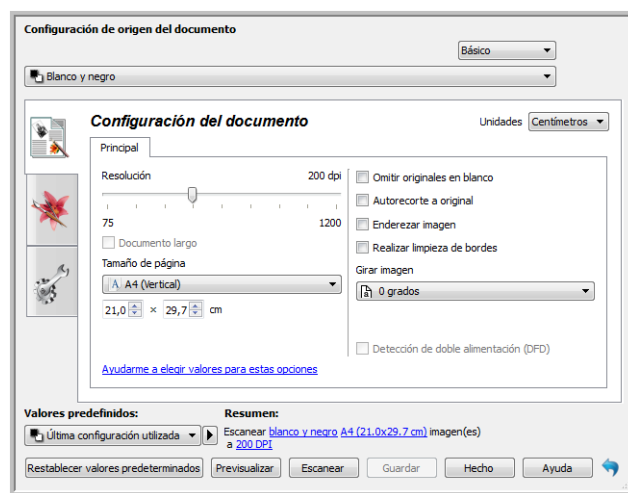 Configuración de origen del documento
Básico
Blanco y negro
Configuración del documento
Unidades Centímetros
Principal
Resolución 200 dpi
75 1200
Documento largo
Tamaño de página
A A4 (Vertical)
21,0 × 29,7 cm
Omitir originales en blanco
Autorecorte a original
Enderezar imagen
Realizar limpieza de bordes
Girar imagen
0 grados
Detección de doble alimentación (DFD)
Ayudarme a elegir valores para estas opciones
Valores predefinidos: Resumen:
Última configuración utilizada Escanear blanco y negro A4 (21.0x29.7 cm) imagen(es)
a 200 DPI
Restablecer valores predeterminados Previsualizar Escanear Guardar Hecho Ayuda